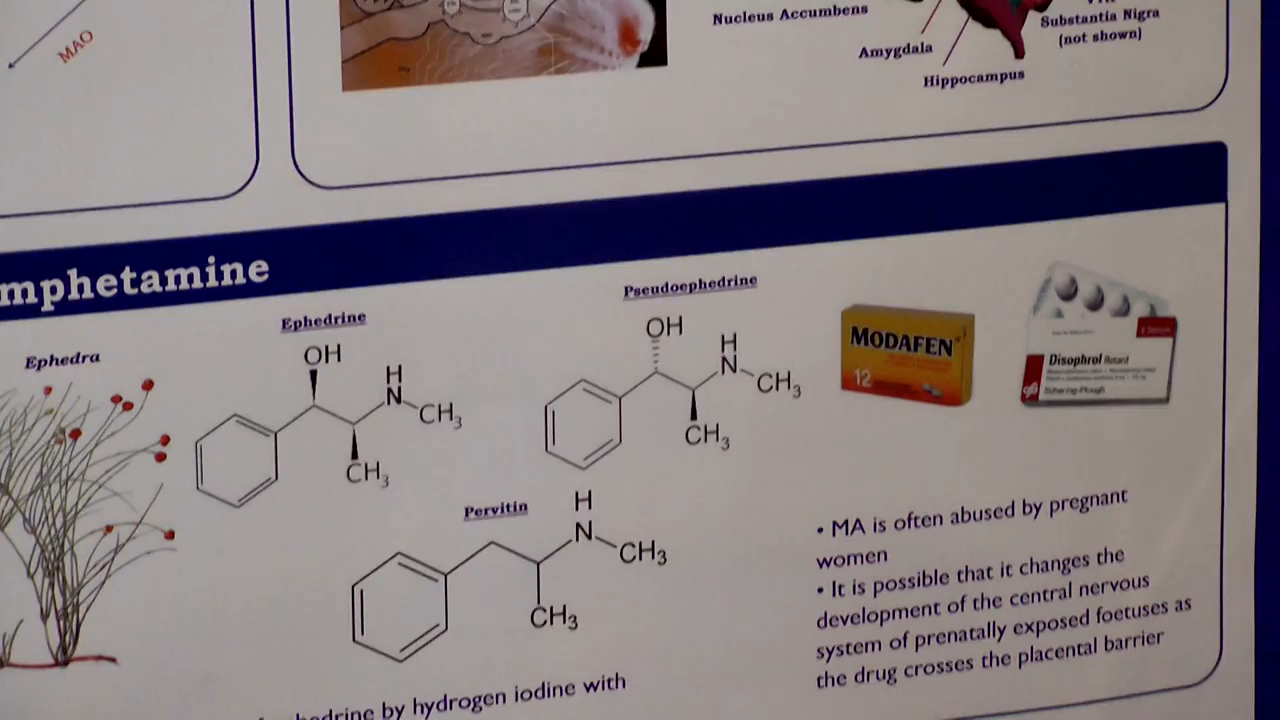 MAO
Nucleus Accumbens
Substantia Nigra
(not shown)
Amygdala
Hippocampus
mphetamine
Ephedra
Ephedrine
OH
H
N
CH3
CH3
Pseudoephedrine
OH
H
N
CH3
CH3
MODAFEN
12
Disophrol Retard
Schering-Plough
Pervitin
H
N
CH3
CH3
• MA is often abused by pregnant
women
• It is possible that it changes the
development of the central nervous
system of prenatally exposed foetuses as
the drug crosses the placental barrier
hedrine by hydrogen iodine with